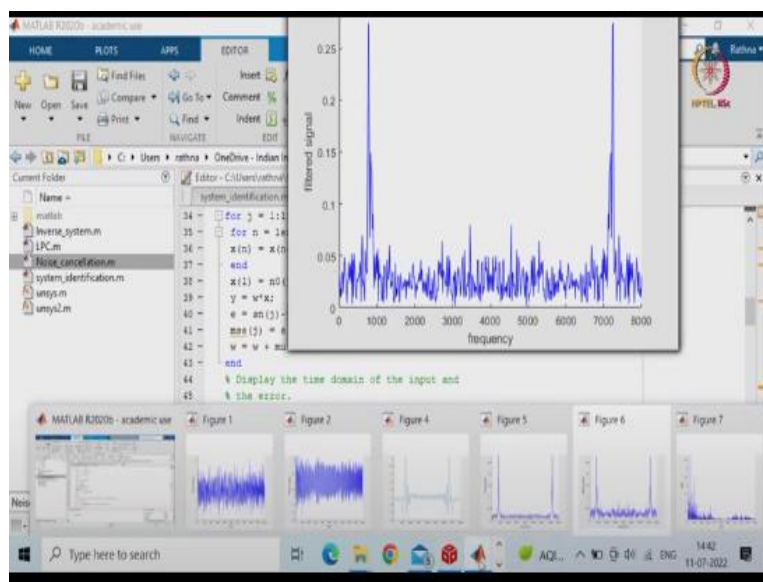 MATLAB R2020b - academic use
HOME PLOTS APPS EDITOR
Rathna
New Open Save
Find Files
Compare
Print
Go To
Find
Insert
Comment
Indent
FILE NAVIGATE EDIT
NPTEL, IISc
C: Users rathna OneDrive - Indian In
Current Folder
Editor - C:\Users\rathna\
Name
system_identification.m
matlab
Inverse_system.m
LPC.m
Noise_cancellation.m
system_identification.m
unsys.m
unsys2.m
34 - for j = 1:1
35 - for n = le
36 - x(n) = x(n
37 - end
38 - x(1) = n0(
39 - y = w*x;
40 - e = sn(j)-
41 - mse(j) = e
42 - w = w + mu
43 - end
44 % Display the time domain of the input and
45 % the error.
filtered signal
0.25
0.2
0.15
0.1
0.05
0
0 1000 2000 3000 4000 5000 6000 7000 8000
frequency
MATLAB R2020b - academic use
Figure 1
Figure 2
Figure 4
Figure 5
Figure 6
Figure 7
Type here to search
AQI...
ENG
14:42
11-07-2022